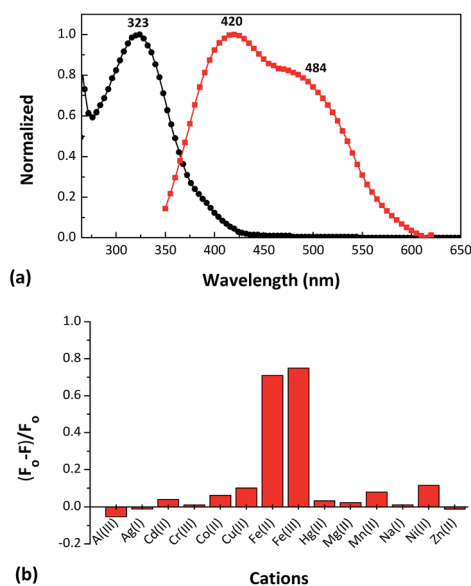 323
420
484
1.0
0.8
0.6
0.4
0.2
0.0
Normalized
300 350 400 450 500 550 600 650
Wavelength (nm)
(a)
1.0
0.8
0.6
0.4
0.2
0.0
-0.2
(Fo-F)/Fo
Al(III) Ag(I) Cd(II) Cr(III) Co(II) Cu(II) Fe(II) Fe(III) Hg(II) Mg(II) Mn(II) Na(I) Ni(II) Zn(II)
Cations
(b)